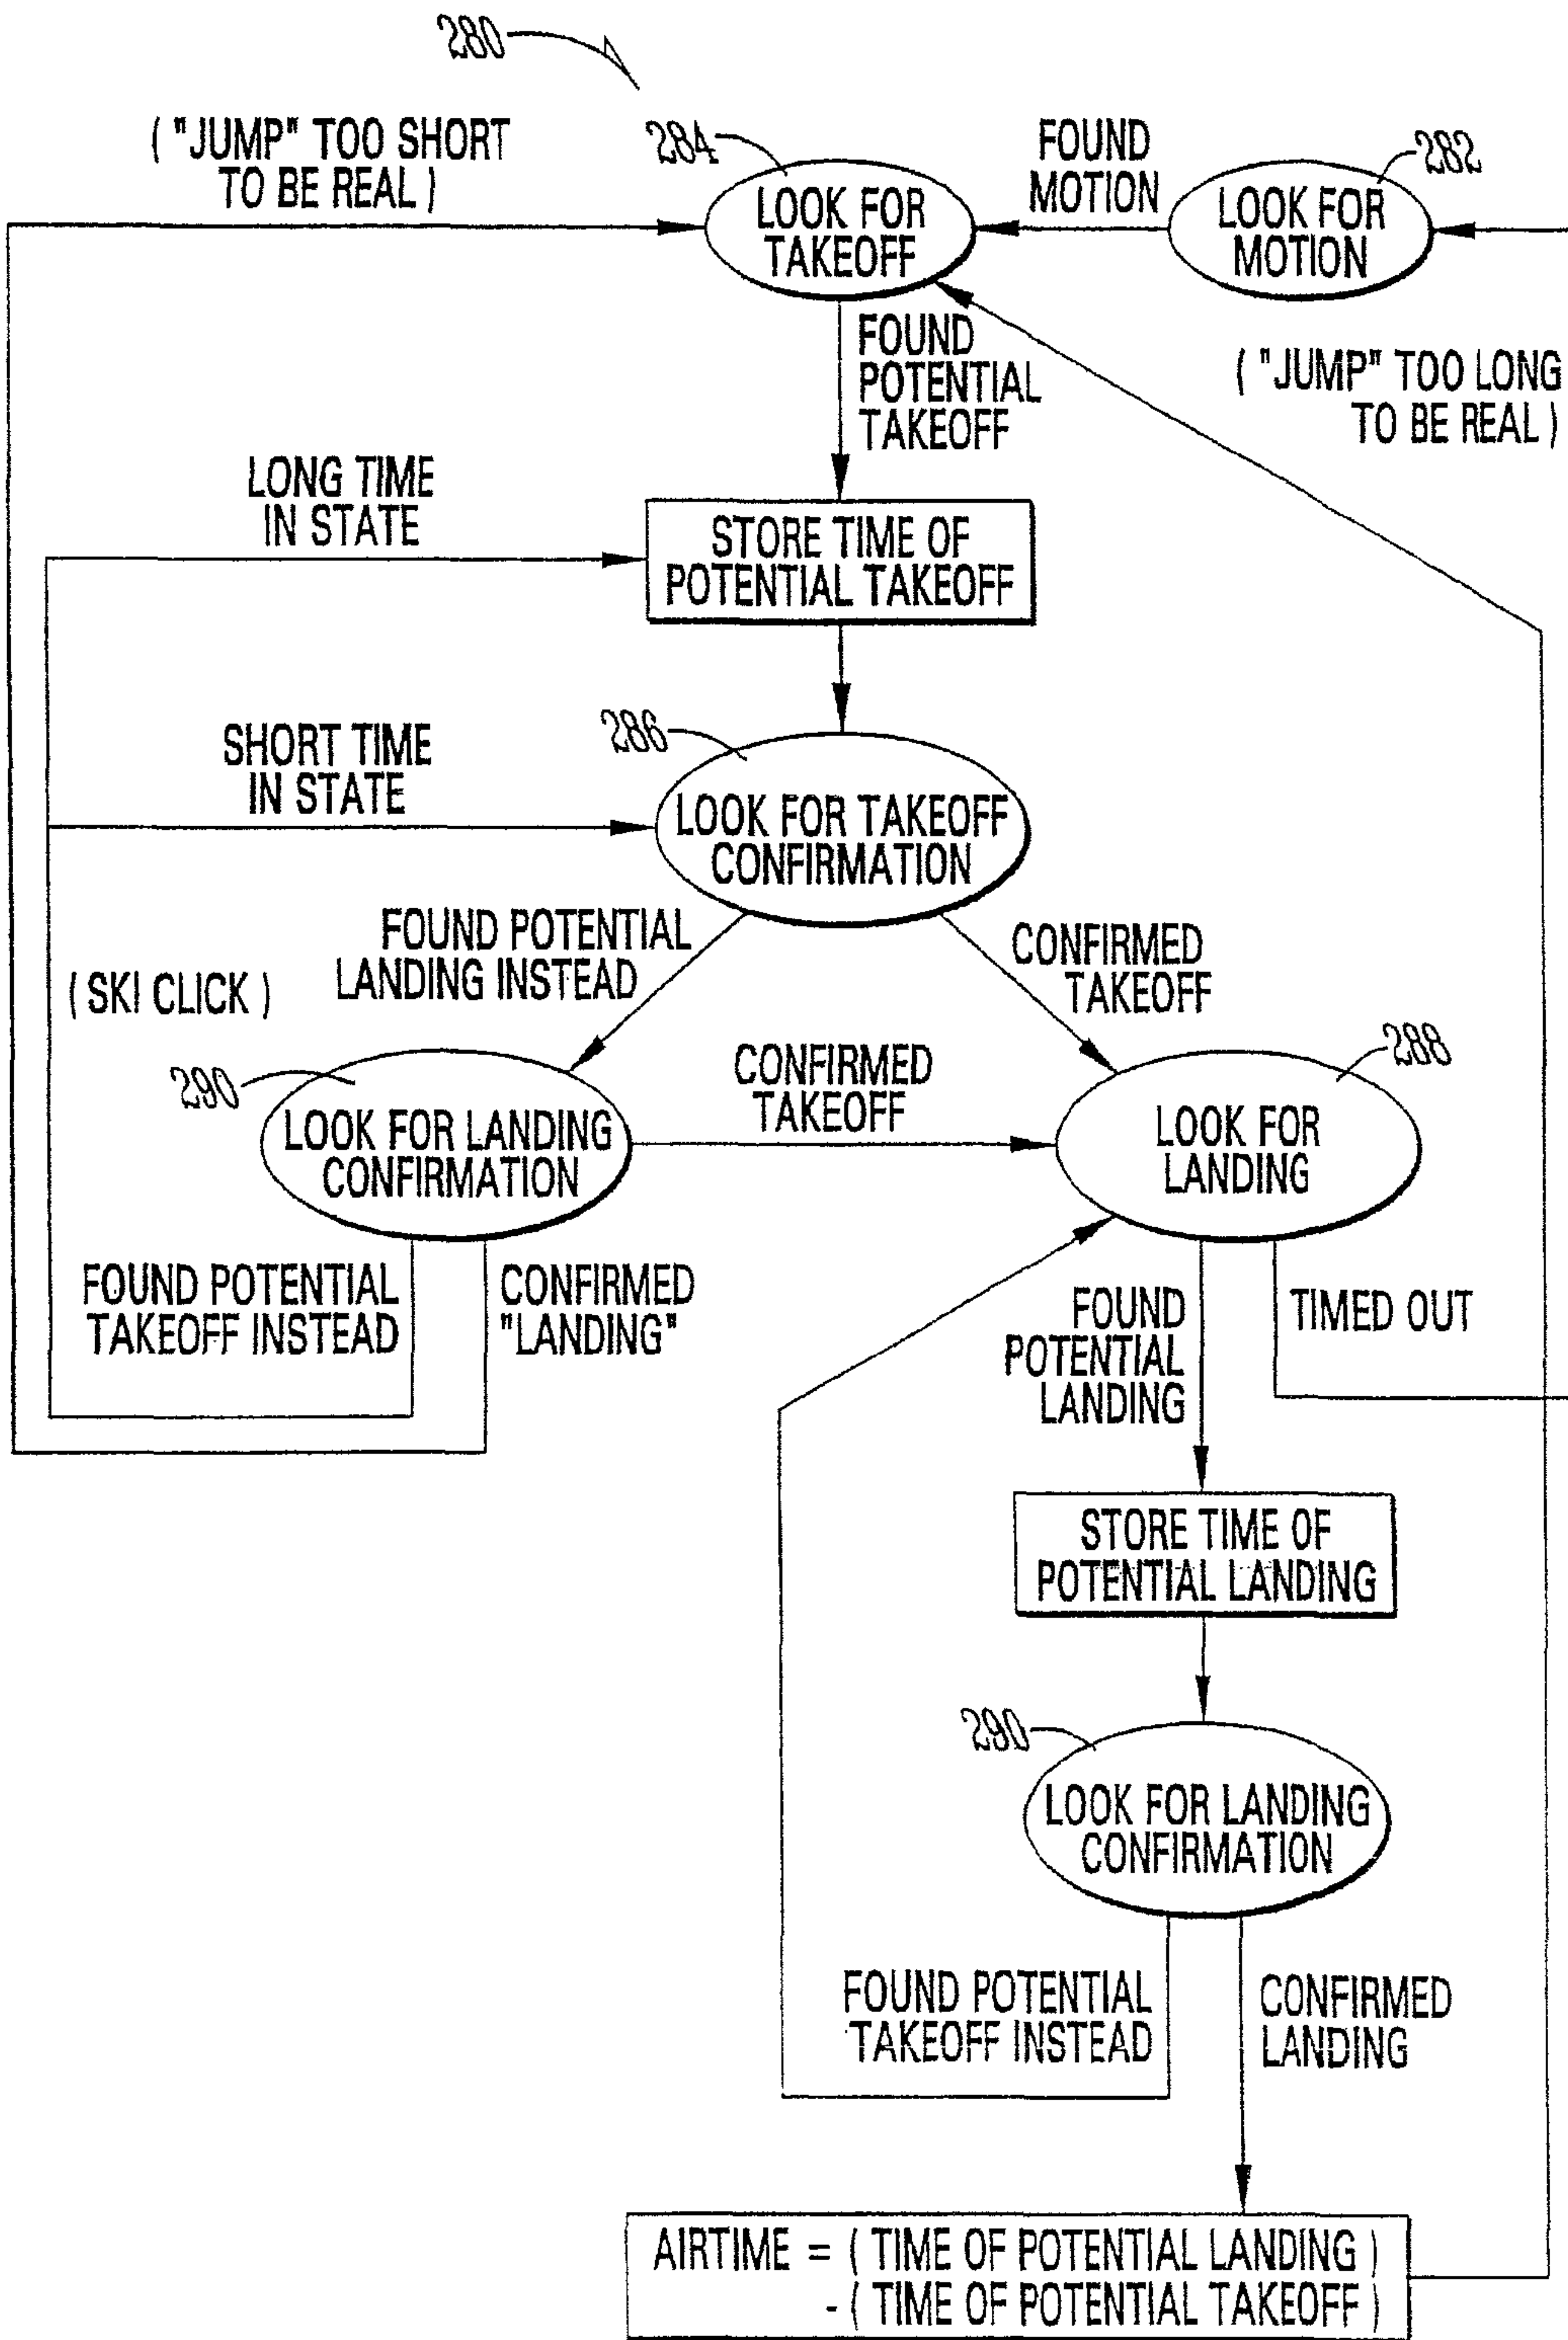 280
( "JUMP" TOO SHORT
TO BE REAL )
284
LOOK FOR
TAKEOFF
FOUND
MOTION
282
LOOK FOR
MOTION
FOUND
POTENTIAL
TAKEOFF
( "JUMP" TOO LONG
TO BE REAL )
LONG TIME
IN STATE
STORE TIME OF
POTENTIAL TAKEOFF
SHORT TIME
IN STATE
286
LOOK FOR TAKEOFF
CONFIRMATION
FOUND POTENTIAL
LANDING INSTEAD
CONFIRMED
TAKEOFF
( SKI CLICK )
290
LOOK FOR LANDING
CONFIRMATION
CONFIRMED
TAKEOFF
288
LOOK FOR
LANDING
FOUND POTENTIAL
TAKEOFF INSTEAD
CONFIRMED
"LANDING"
FOUND
POTENTIAL
LANDING
TIMED OUT
STORE TIME OF
POTENTIAL LANDING
290
LOOK FOR LANDING
CONFIRMATION
FOUND POTENTIAL
TAKEOFF INSTEAD
CONFIRMED
LANDING
AIRTIME = ( TIME OF POTENTIAL LANDING )
- ( TIME OF POTENTIAL TAKEOFF )